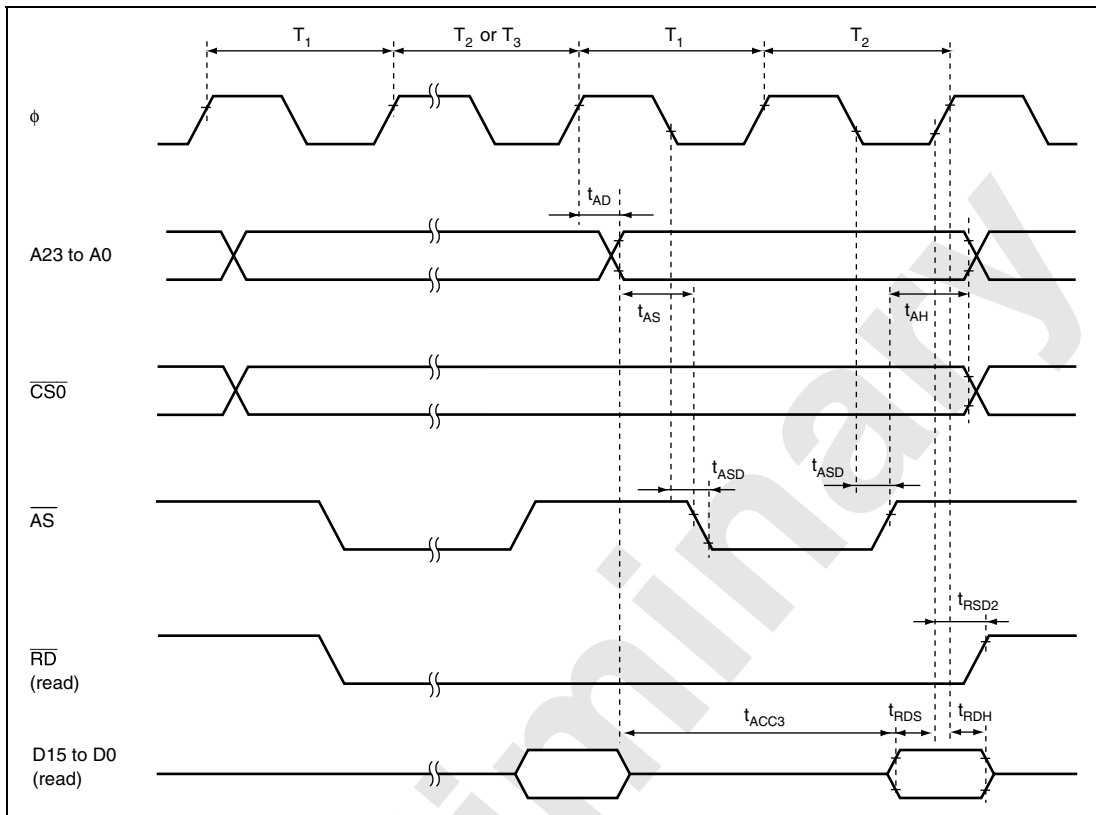 T1 T2 or T3 T1 T2
ϕ
tAD
A23 to A0
tAS tAH
CS0
tASD tASD
AS
tRSD2
RD
(read)
tACC3 tRDS tRDH
D15 to D0
(read)
minary